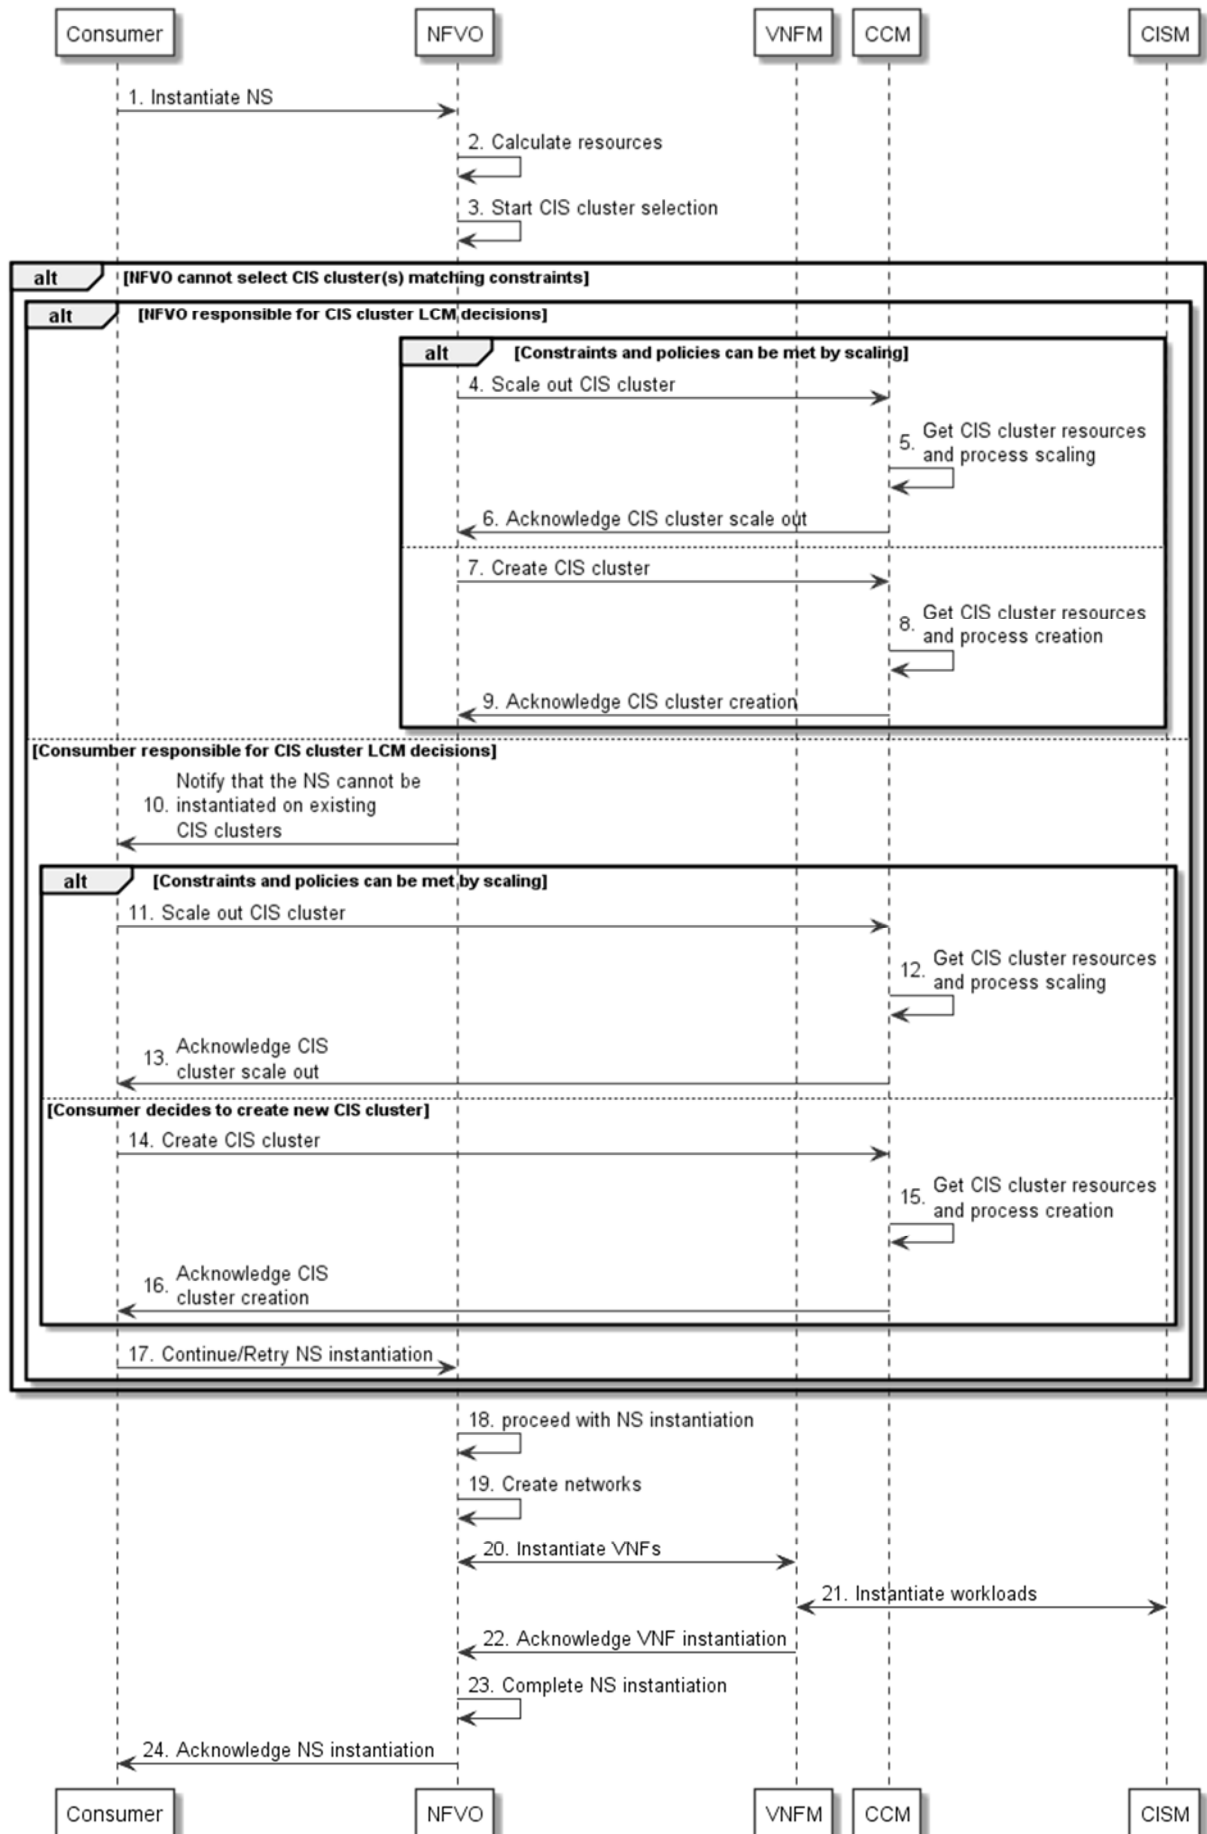 Consumer NFVO VNFM CCM CISM
1. Instantiate NS
2. Calculate resources
3. Start CIS cluster selection
alt [NFVO cannot select CIS cluster(s) matching constraints]
alt [NFVO responsible for CIS cluster LCM decisions]
alt [Constraints and policies can be met by scaling]
4. Scale out CIS cluster
5. Get CIS cluster resources
and process scaling
6. Acknowledge CIS cluster scale out
7. Create CIS cluster
8. Get CIS cluster resources
and process creation
9. Acknowledge CIS cluster creation
[Consumber responsible for CIS cluster LCM decisions]
Notify that the NS cannot be
10. instantiated on existing
CIS clusters
alt [Constraints and policies can be met by scaling]
11. Scale out CIS cluster
12. Get CIS cluster resources
and process scaling
13. Acknowledge CIS
cluster scale out
[Consumer decides to create new CIS cluster]
14. Create CIS cluster
15. Get CIS cluster resources
and process creation
16. Acknowledge CIS
cluster creation
17. Continue/Retry NS instantiation
18. proceed with NS instantiation
19. Create networks
20. Instantiate VNFs
21. Instantiate workloads
22. Acknowledge VNF instantiation
23. Complete NS instantiation
24. Acknowledge NS instantiation
Consumer NFVO VNFM CCM CISM